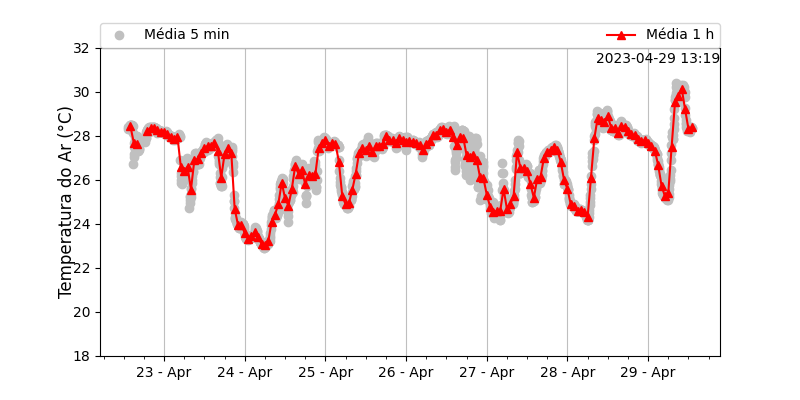 Média 5 min
Média 1 h
2023-04-29 13:19
Temperatura do Ar (°C)
32
30
28
26
24
22
20
18
23 - Apr
24 - Apr
25 - Apr
26 - Apr
27 - Apr
28 - Apr
29 - Apr